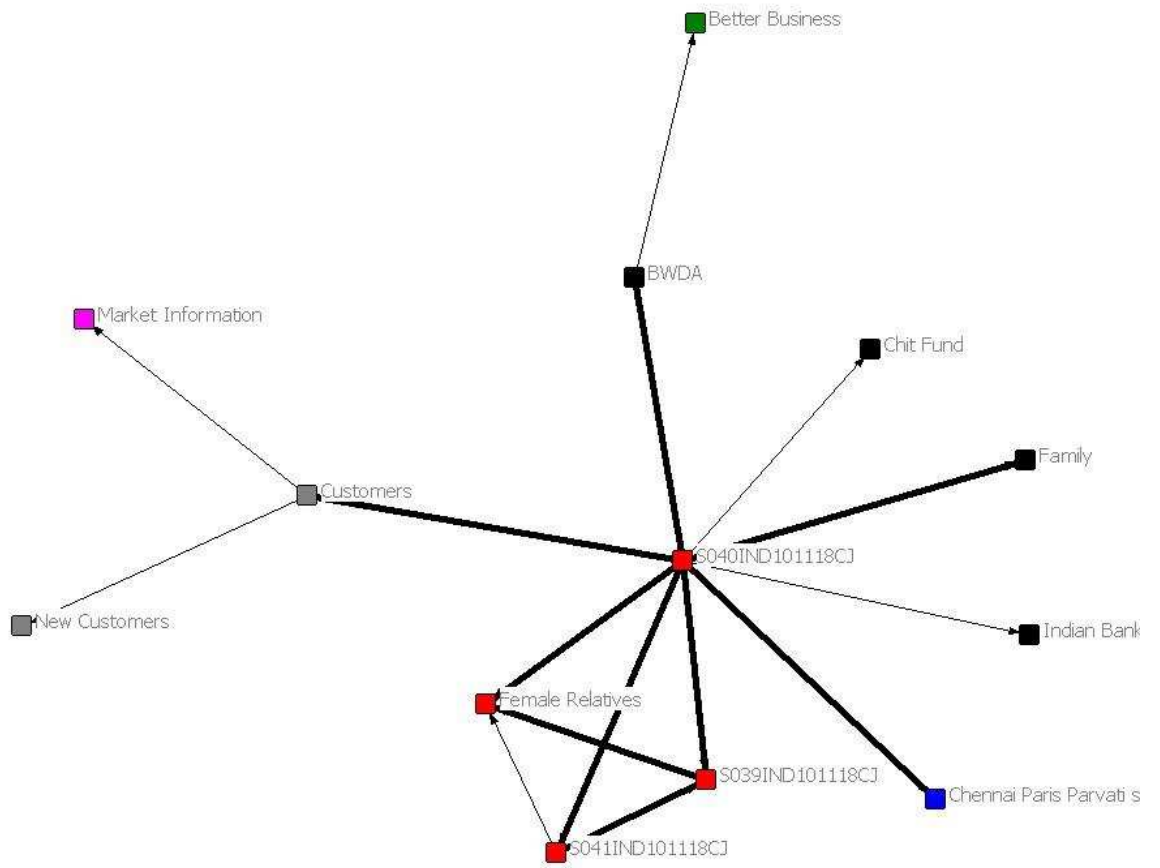 Better Business
BWDA
Market Information
Chit Fund
Family
Customers
S040IND101118CJ
New Customers
Indian Bank
Female Relatives
S039IND101118CJ
Chennai Paris Parvati s
S041IND101118CJ